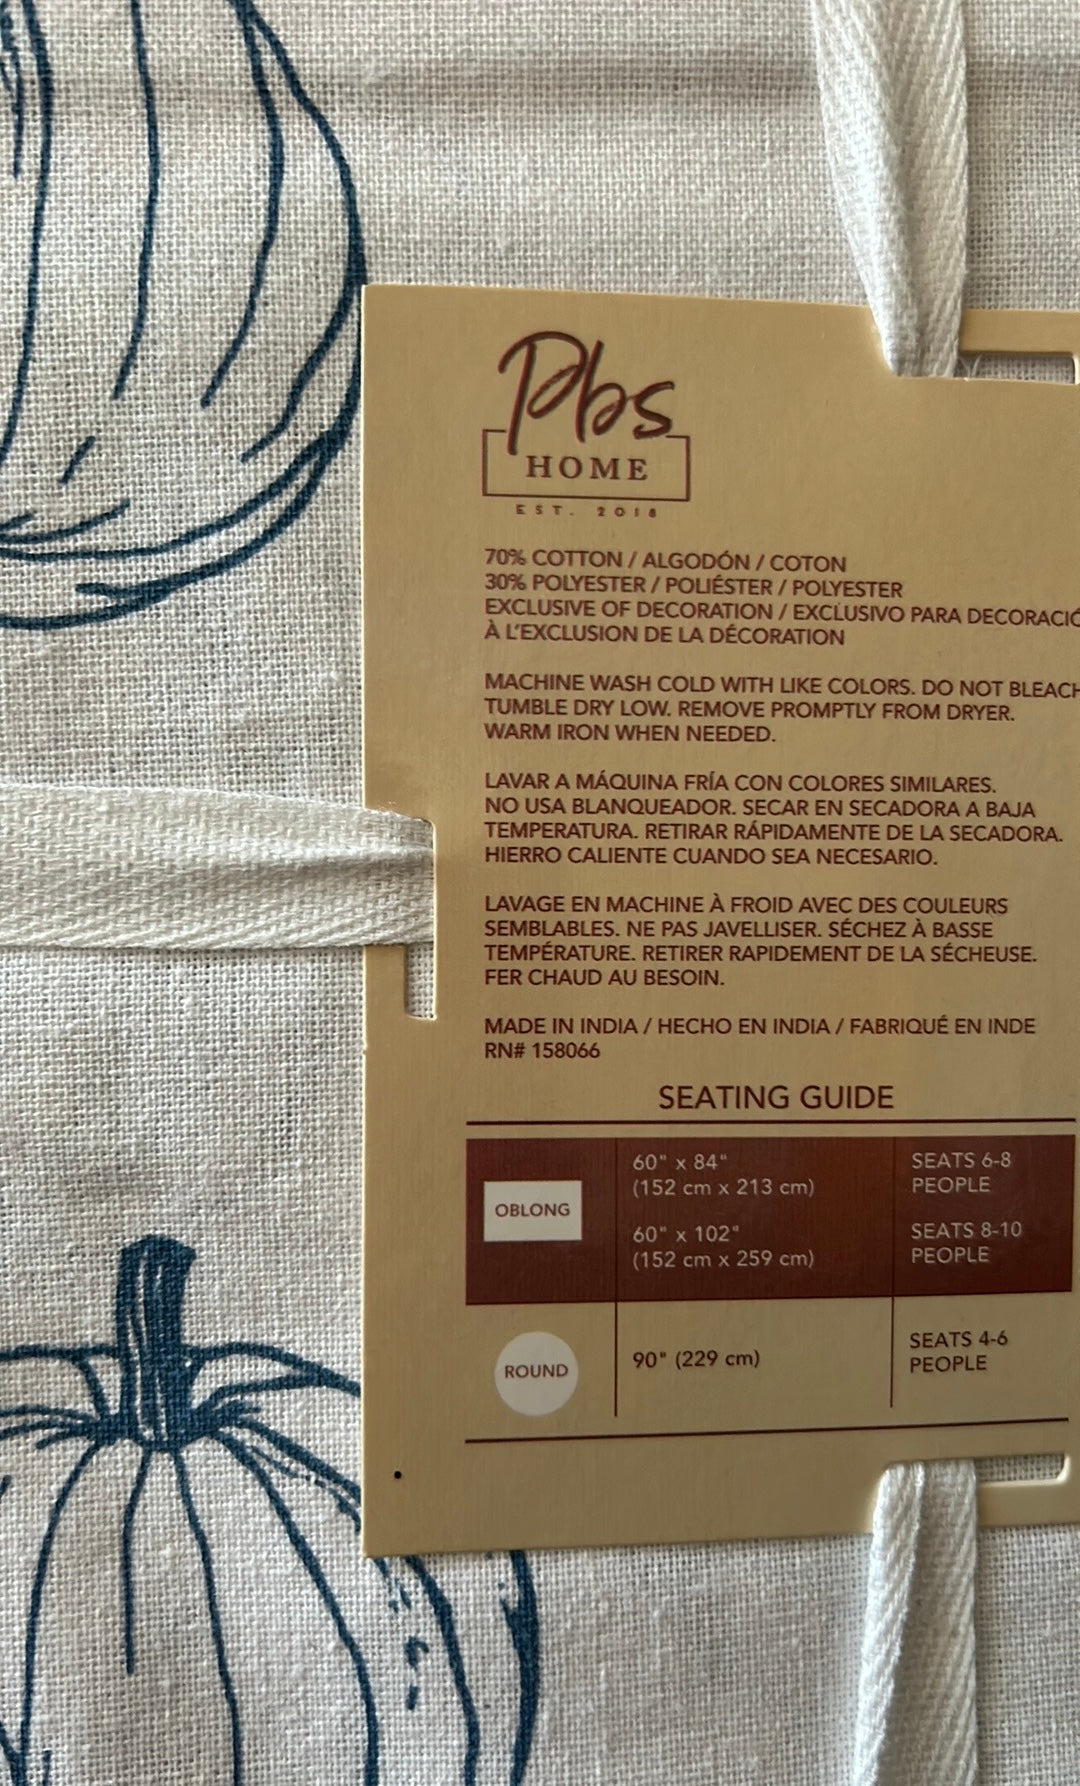 Pbs
HOME
EST. 2018
70% COTTON / ALGODÓN / COTON
30% POLYESTER / POLIÉSTER / POLYESTER
EXCLUSIVE OF DECORATION / EXCLUSIVO PARA DECORACIÓ
À L'EXCLUSION DE LA DÉCORATION
MACHINE WASH COLD WITH LIKE COLORS. DO NOT BLEACH
TUMBLE DRY LOW. REMOVE PROMPTLY FROM DRYER.
WARM IRON WHEN NEEDED.
LAVAR A MÁQUINA FRÍA CON COLORES SIMILARES.
NO USA BLANQUEADOR. SECAR EN SECADORA A BAJA
TEMPERATURA. RETIRAR RÁPIDAMENTE DE LA SECADORA.
HIERRO CALIENTE CUANDO SEA NECESARIO.
LAVAGE EN MACHINE À FROID AVEC DES COULEURS
SEMBLABLES. NE PAS JAVELLISER. SÉCHEZ À BASSE
TEMPÉRATURE. RETIRER RAPIDEMENT DE LA SÉCHEUSE.
FER CHAUD AU BESOIN.
MADE IN INDIA / HECHO EN INDIA / FABRIQUÉ EN INDE
RN# 158066
SEATING GUIDE
OBLONG
60" x 84"
(152 cm x 213 cm)
SEATS 6-8
PEOPLE
60" x 102"
(152 cm x 259 cm)
SEATS 8-10
PEOPLE
ROUND
90" (229 cm)
SEATS 4-6
PEOPLE